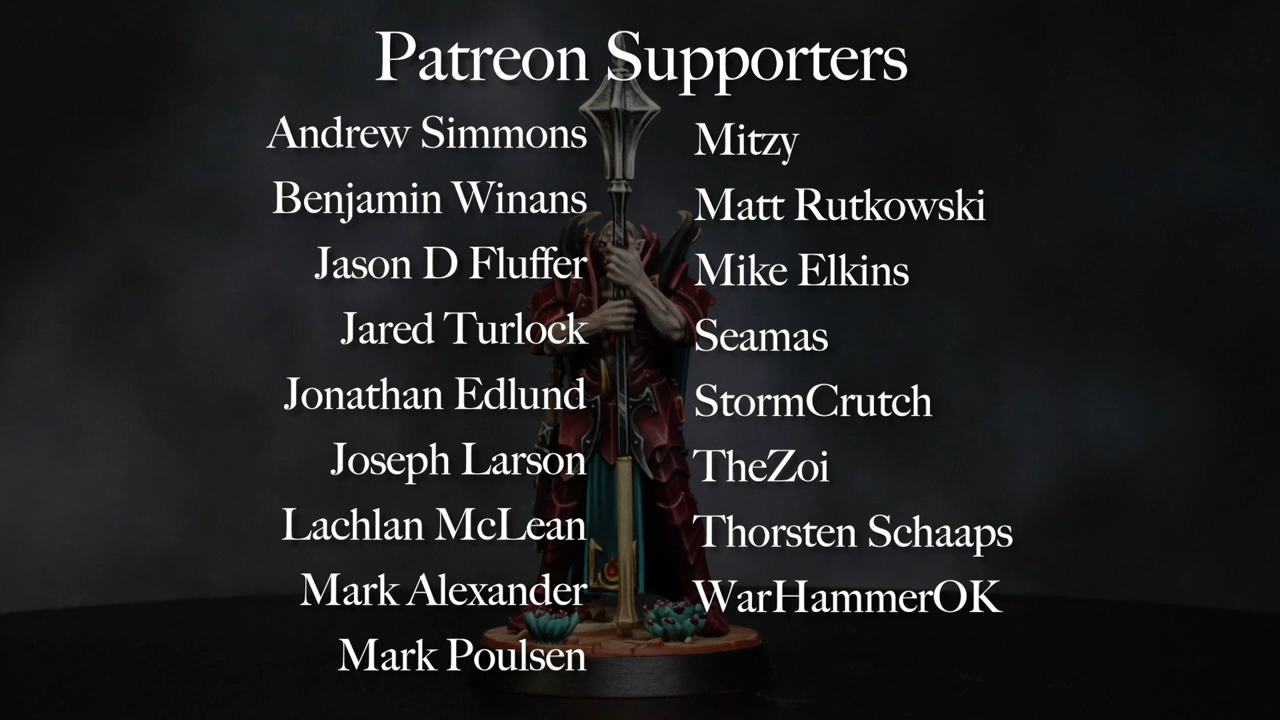 Patreon Supporters
Andrew Simmons
Benjamin Winans
Jason D Fluffer
Jared Turlock
Jonathan Edlund
Joseph Larson
Lachlan McLean
Mark Alexander
Mark Poulsen
Mitzy
Matt Rutkowski
Mike Elkins
Seamas
StormCrutch
TheZoi
Thorsten Schaaps
WarHammerOK